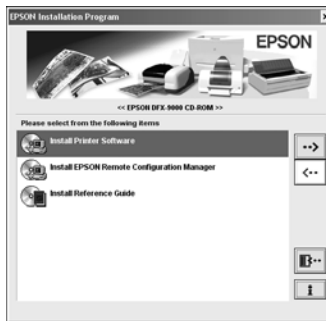 EPSON Installation Program
EPSON
<< EPSON DFX-9000 CD-ROM >>
Please select from the following items
Install Printer Software
Install EPSON Remote Configuration Manager
Install Reference Guide